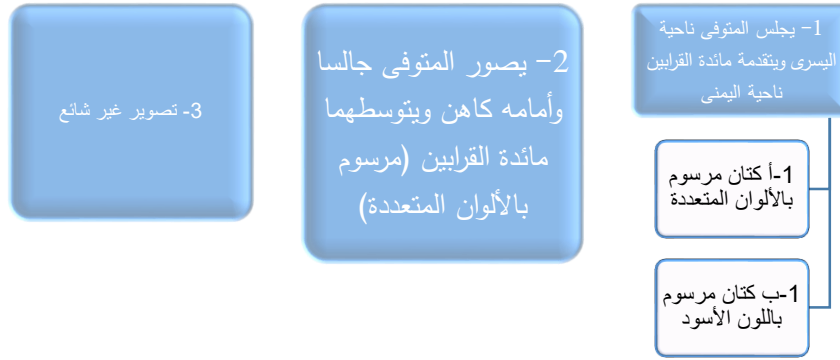 1- يجلس المتوفى ناحية
اليسرى ويتقدمة مائدة القرابين
ناحية اليمنى
1-أ كتان مرسوم
بالألوان المتعددة
1-ب كتان مرسوم
باللون الأسود
2- يصور المتوفى جالسا
وأمامه كاهن ويتوسطهما
مائدة القرابين (مرسوم
بالألوان المتعددة)
3- تصوير غير شائع